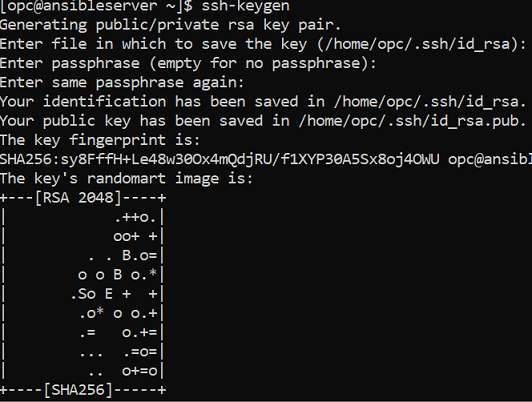 [opc@ansibleserver ~]$ ssh-keygen
Generating public/private rsa key pair.
Enter file in which to save the key (/home/opc/.ssh/id_rsa):
Enter passphrase (empty for no passphrase):
Enter same passphrase again:
Your identification has been saved in /home/opc/.ssh/id_rsa.
Your public key has been saved in /home/opc/.ssh/id_rsa.pub.
The key fingerprint is:
SHA256:sy8FffH+Le48w30Ox4mQdjRU/f1XYP30A5Sx8oj4OWU opc@ansibl
The key's randomart image is:
+---[RSA 2048]----+
|            .++o.|
|            oo+ +|
|         . . B.o=|
|        o o B o.*|
|       .So E +  +|
|        .o* o o.+|
|        .=   o.+=|
|        ...  .=o=|
|         ..  o+=o|
+----[SHA256]-----+